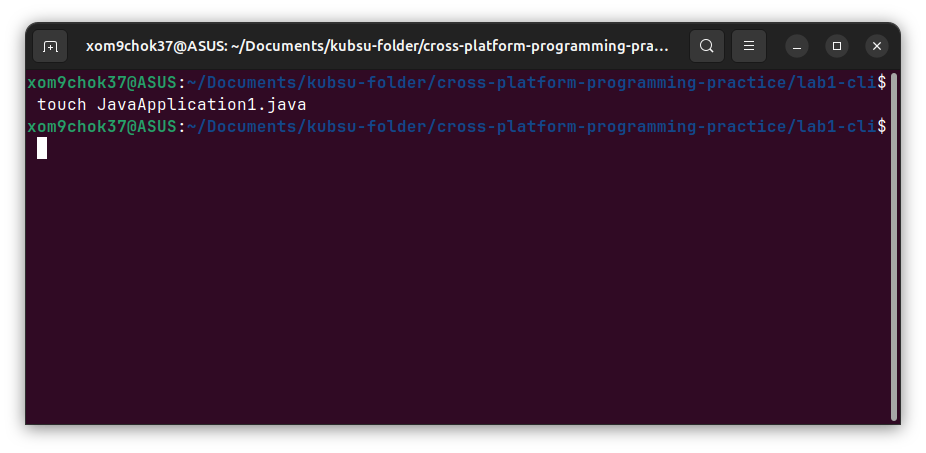 xom9chok37@ASUS: ~/Documents/kubsu-folder/cross-platform-programming-pra...
xom9chok37@ASUS:~/Documents/kubsu-folder/cross-platform-programming-practice/lab1-cli$
touch JavaApplication1.java
xom9chok37@ASUS:~/Documents/kubsu-folder/cross-platform-programming-practice/lab1-cli$